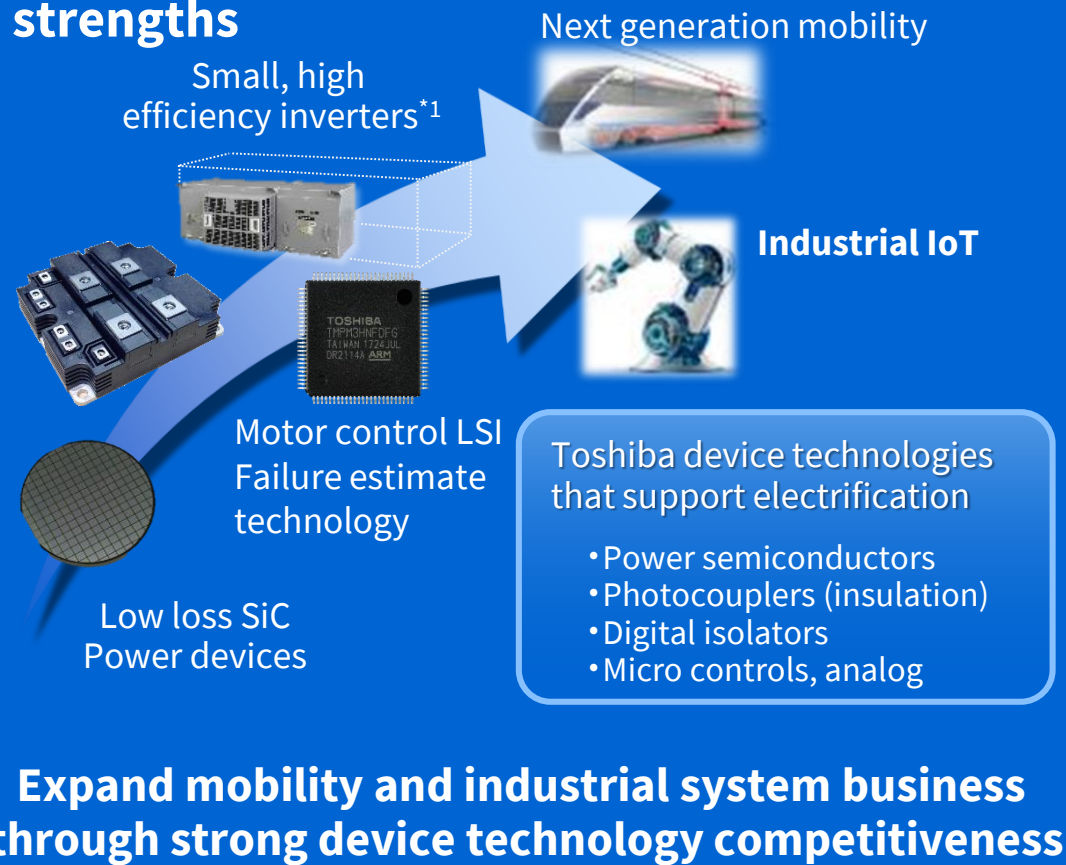 strengths
Next generation mobility
Small, high
efficiency inverters*1
Industrial IoT
TOSHIBA
TMPM3HNFDFG
TAIWAN 1724JUL
DR2114A ARM
Motor control LSI
Failure estimate
technology
Low loss SiC
Power devices
Toshiba device technologies
that support electrification
・Power semiconductors
・Photocouplers (insulation)
・Digital isolators
・Micro controls, analog
Expand mobility and industrial system business
through strong device technology competitiveness